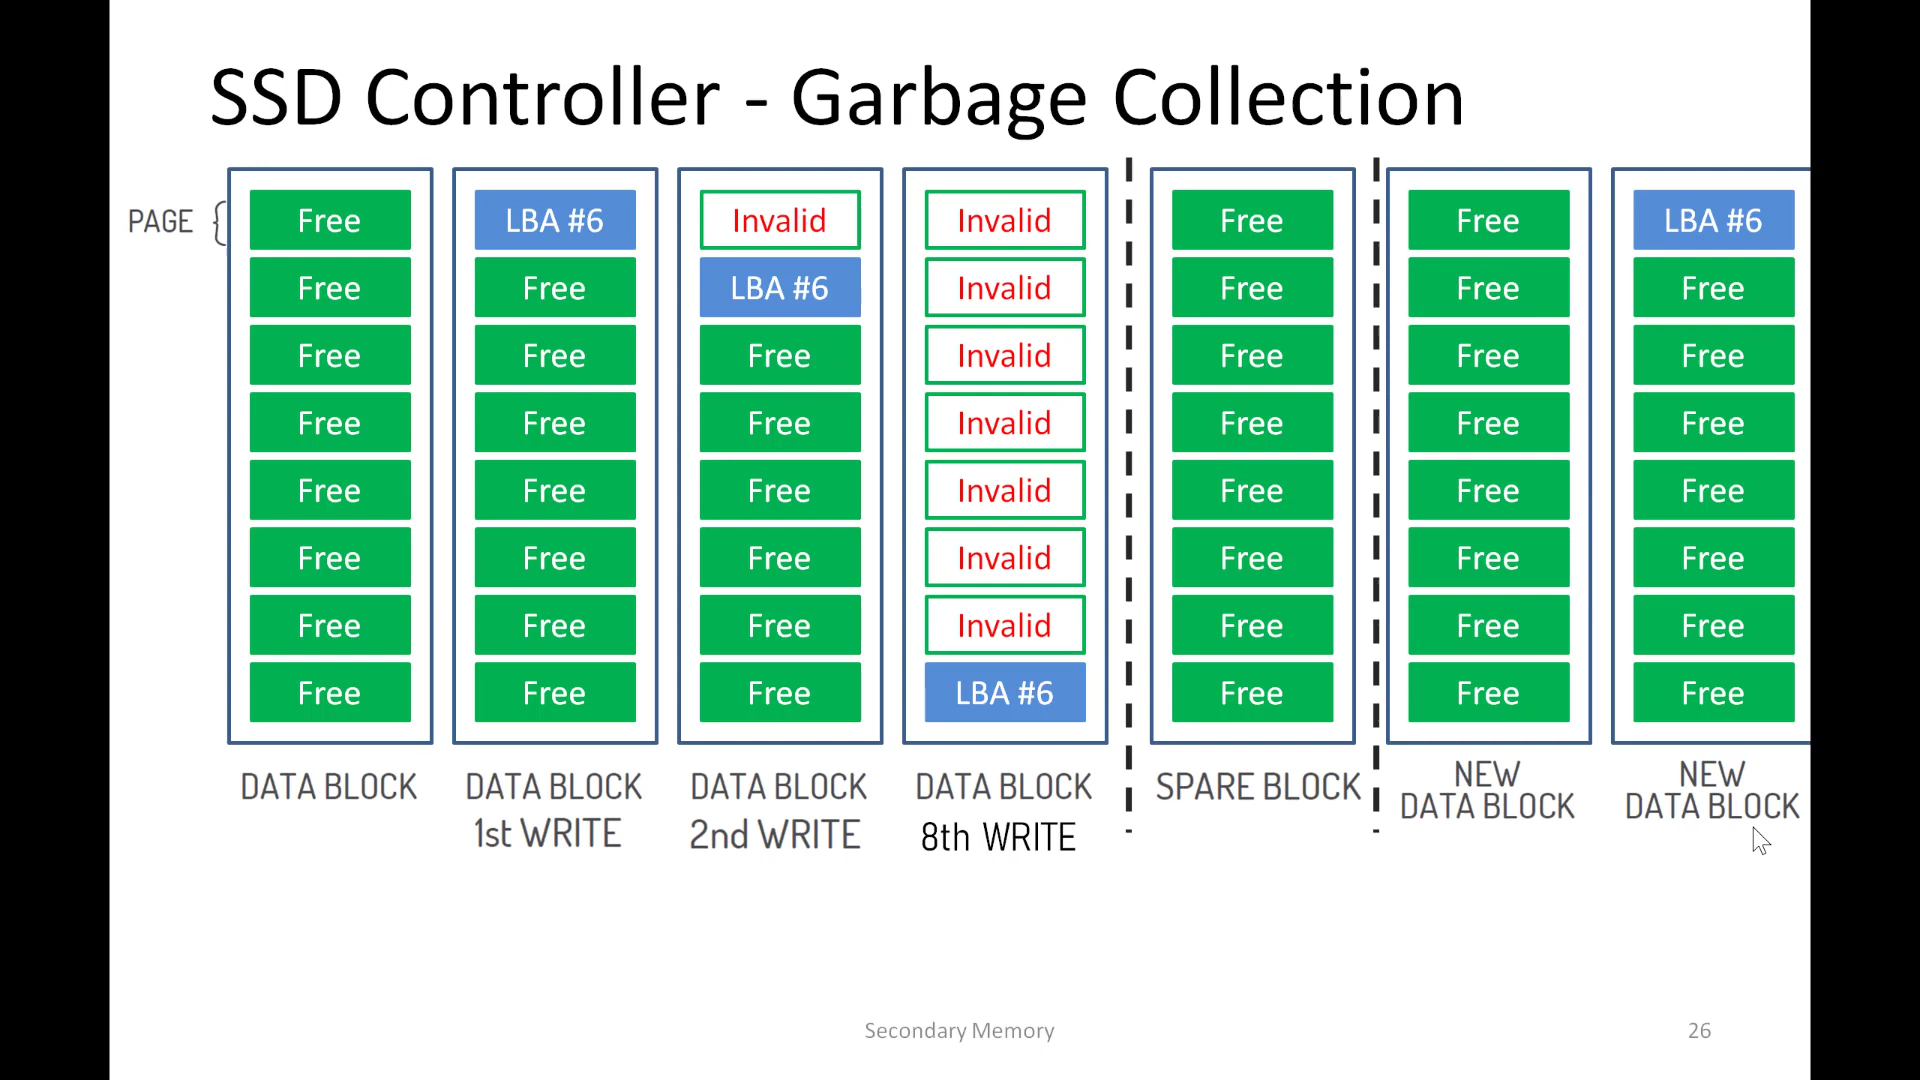 SSD Controller - Garbage Collection
PAGE
Free LBA #6 Invalid Invalid Free Free LBA #6
Free Free LBA #6 Invalid Free Free Free
Free Free Free Invalid Free Free Free
Free Free Free Invalid Free Free Free
Free Free Free Invalid Free Free Free
Free Free Free Invalid Free Free Free
Free Free Free Invalid Free Free Free
Free Free Free LBA #6 Free Free Free
DATA BLOCK
DATA BLOCK
1st WRITE
DATA BLOCK
2nd WRITE
DATA BLOCK
8th WRITE
SPARE BLOCK
NEW
DATA BLOCK
NEW
DATA BLOCK
Secondary Memory
26